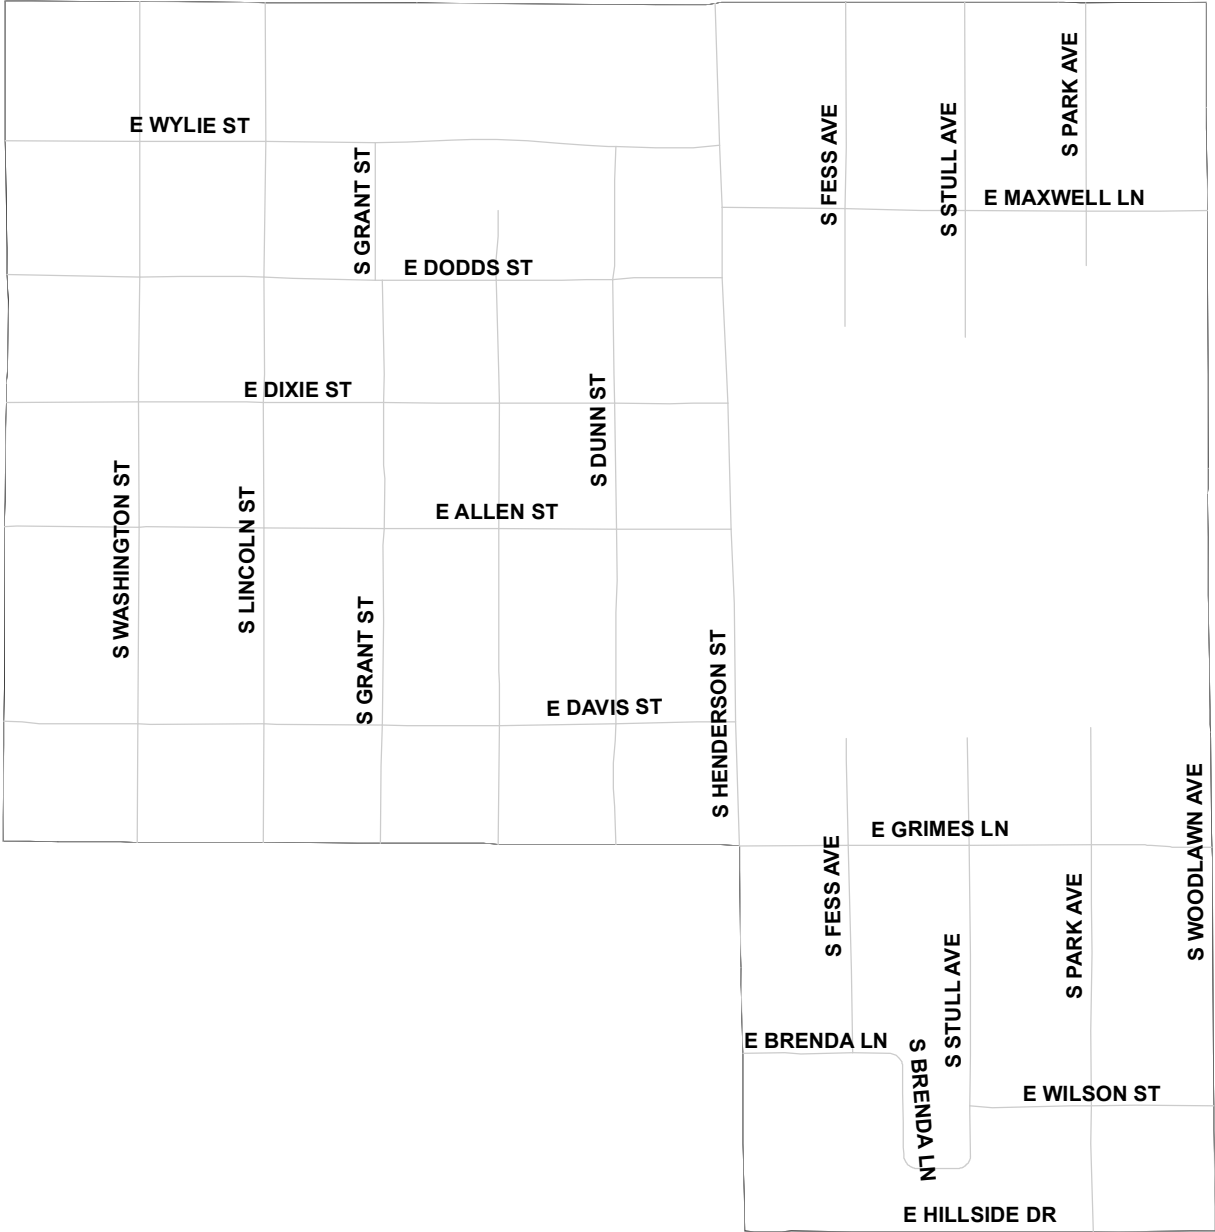 S PARK AVE
E WYLIE ST
S FESS AVE
S STULL AVE
S GRANT ST
E MAXWELL LN
E DODDS ST
E DIXIE ST
S DUNN ST
S WASHINGTON ST
S LINCOLN ST
E ALLEN ST
S GRANT ST
S HENDERSON ST
E DAVIS ST
S WOODLAWN AVE
E GRIMES LN
S FESS AVE
S PARK AVE
S STULL AVE
E BRENDA LN
S BRENDA LN
E WILSON ST
E HILLSIDE DR